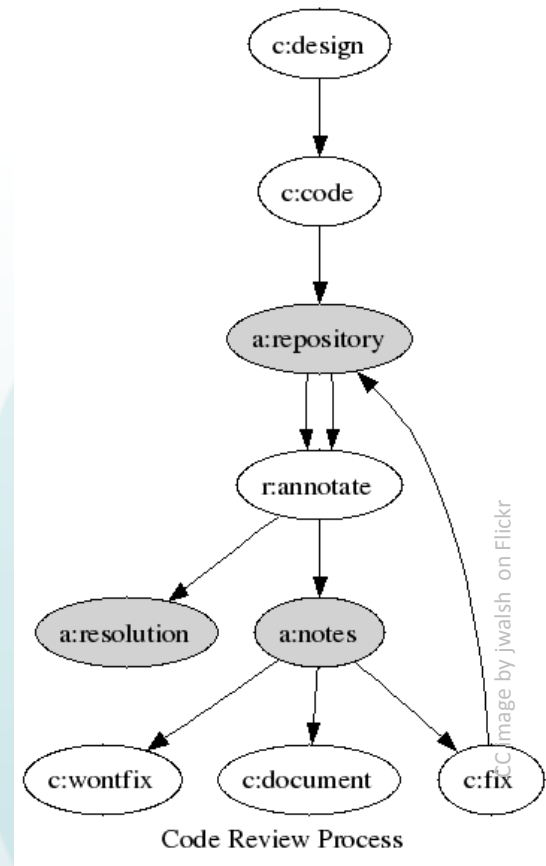 c:design
c:code
a:repository
r:annotate
a:resolution
a:notes
c:wontfix
c:document
c:fix
Code Review Process
CC image by jwalsh on Flickr